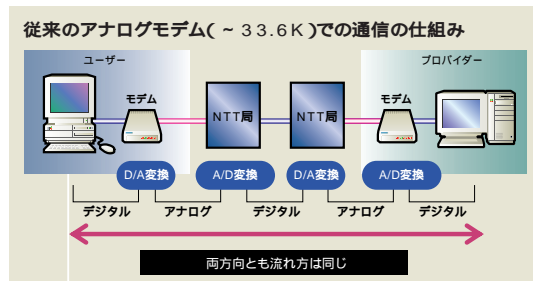 従来のアナログモデム( ~ 33.6K )での通信の仕組み
ユーザー
プロバイダー
モデム
NTT局
NTT局
モデム
D/A変換
A/D変換
D/A変換
A/D変換
デジタル
アナログ
デジタル
アナログ
デジタル
両方向とも流れ方は同じ